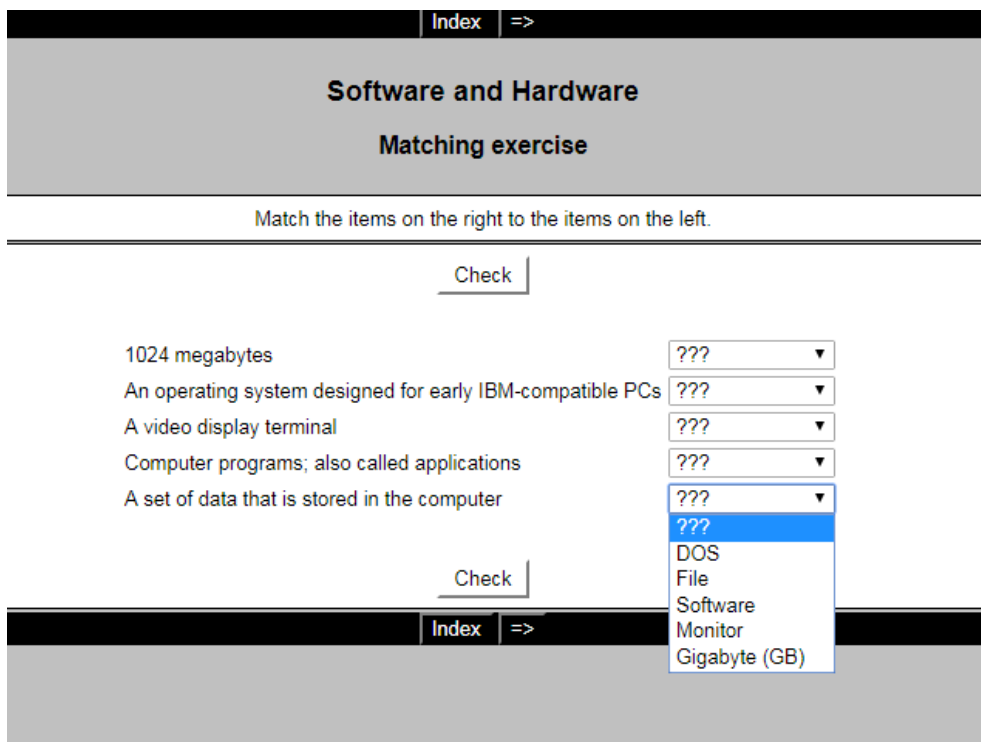 Index =>
Software and Hardware
Matching exercise
Match the items on the right to the items on the left.
Check
1024 megabytes ???
An operating system designed for early IBM-compatible PCs ???
A video display terminal ???
Computer programs; also called applications ???
A set of data that is stored in the computer ???
???
DOS
File
Software
Monitor
Gigabyte (GB)
Check
Index =>